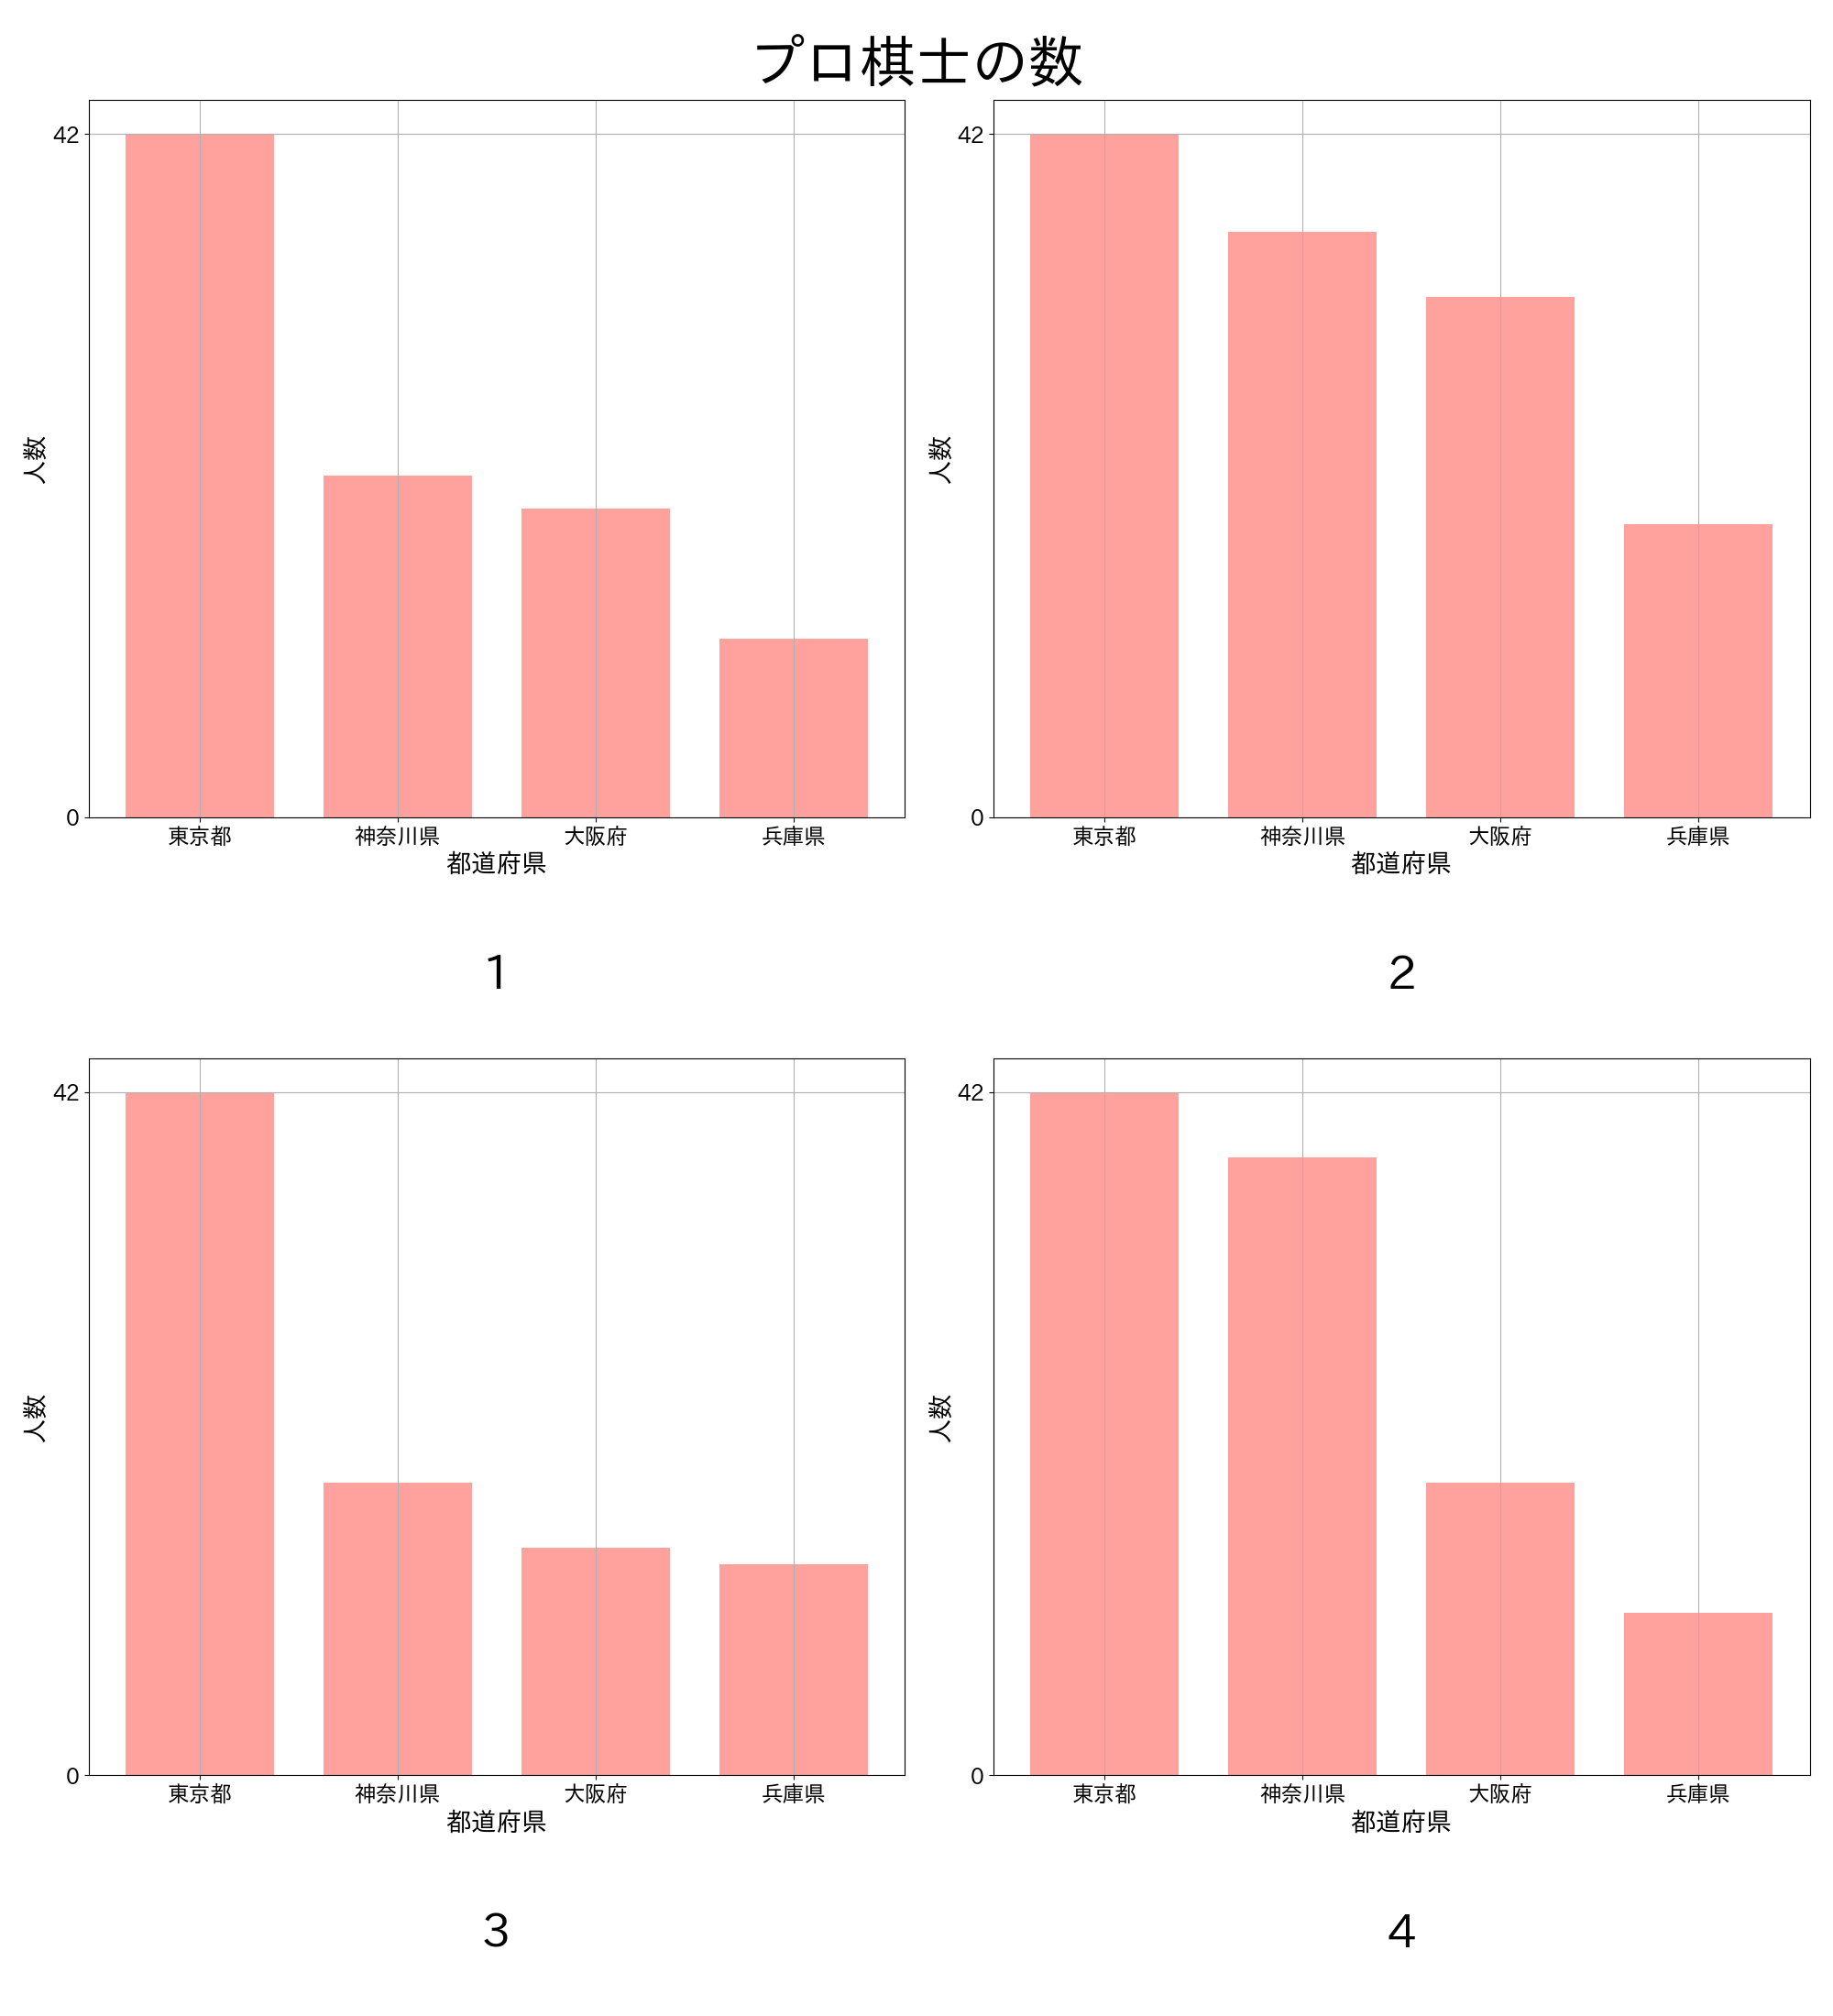 プロ棋士の数
42
人数
0
東京都 神奈川県 大阪府 兵庫県
都道府県
1
42
人数
0
東京都 神奈川県 大阪府 兵庫県
都道府県
2
42
人数
0
東京都 神奈川県 大阪府 兵庫県
都道府県
3
42
人数
0
東京都 神奈川県 大阪府 兵庫県
都道府県
4